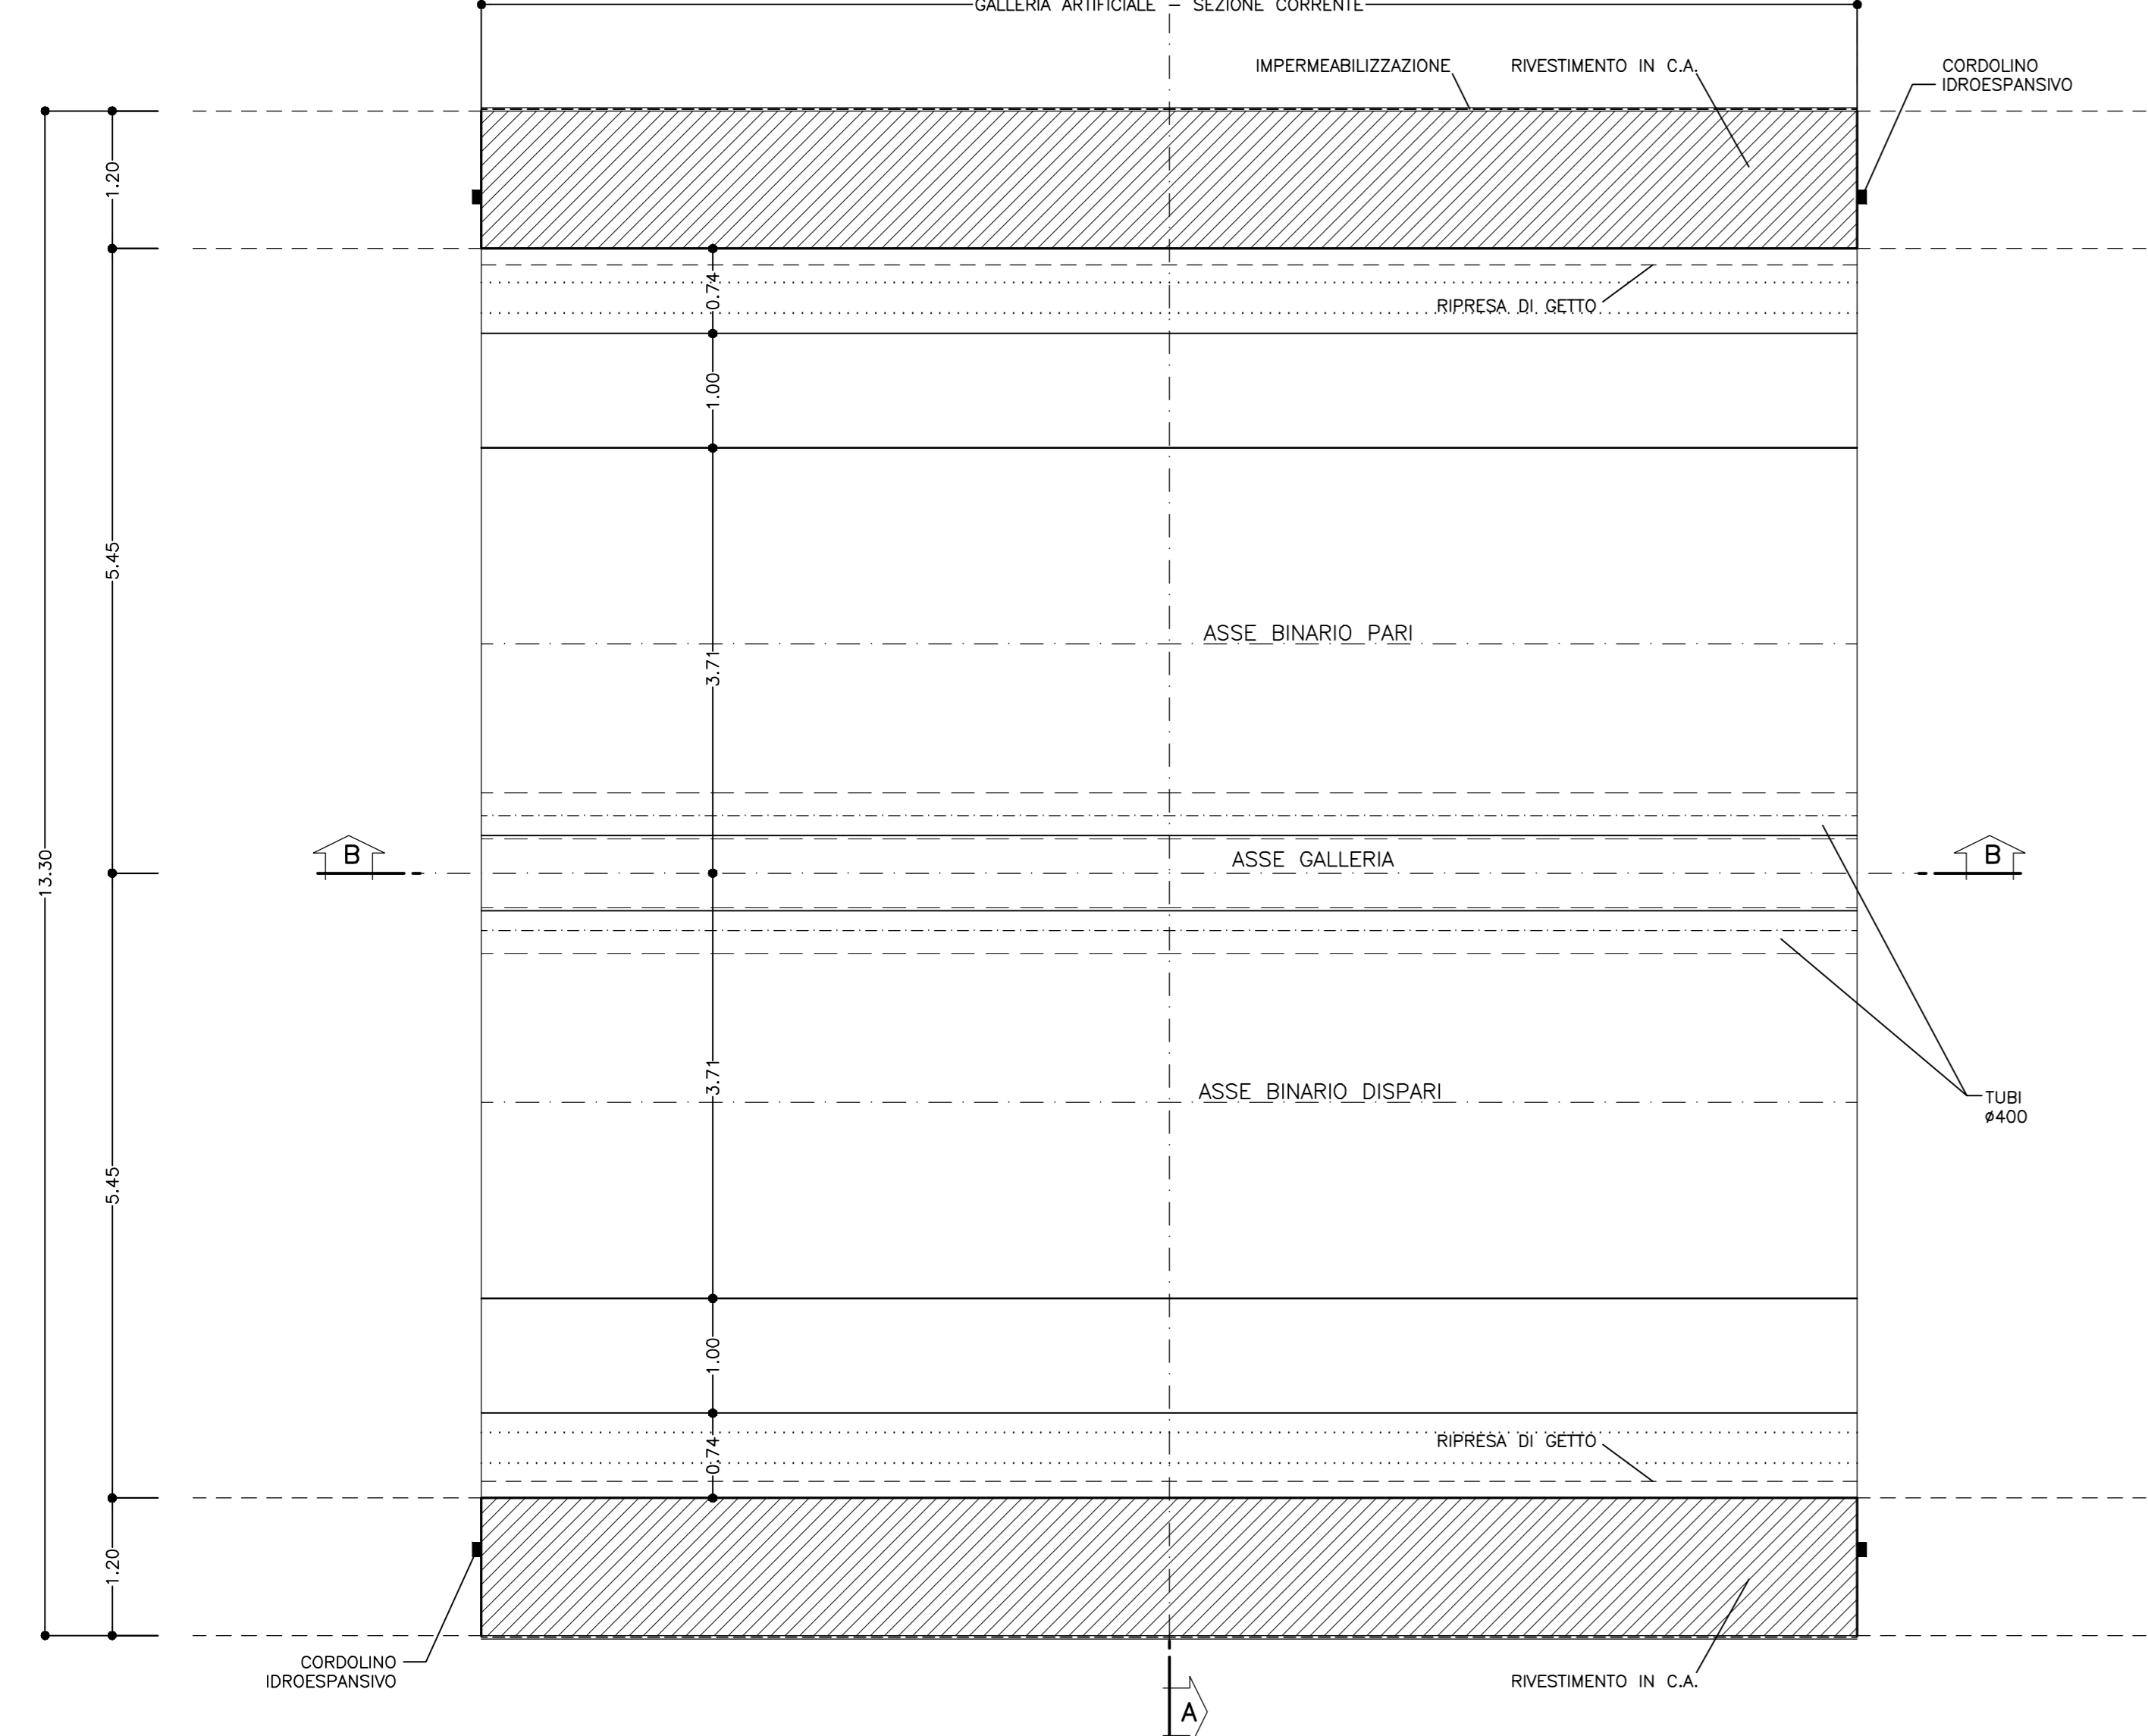 GALLERIA ARTIFICIALE – SEZIONE CORRENTE
IMPERMEABILIZZAZIONE
RIVESTIMENTO IN C.A.
CORDOLINO
IDROESPANSIVO
1.20
0.74
RIPRESA DI GETTO
1.00
5.45
ASSE BINARIO PARI
3.71
13.30
B
ASSE GALLERIA
B
3.71
ASSE BINARIO DISPARI
TUBI
ø400
5.45
1.00
0.74
RIPRESA DI GETTO
1.20
CORDOLINO
IDROESPANSIVO
RIVESTIMENTO IN C.A.
A